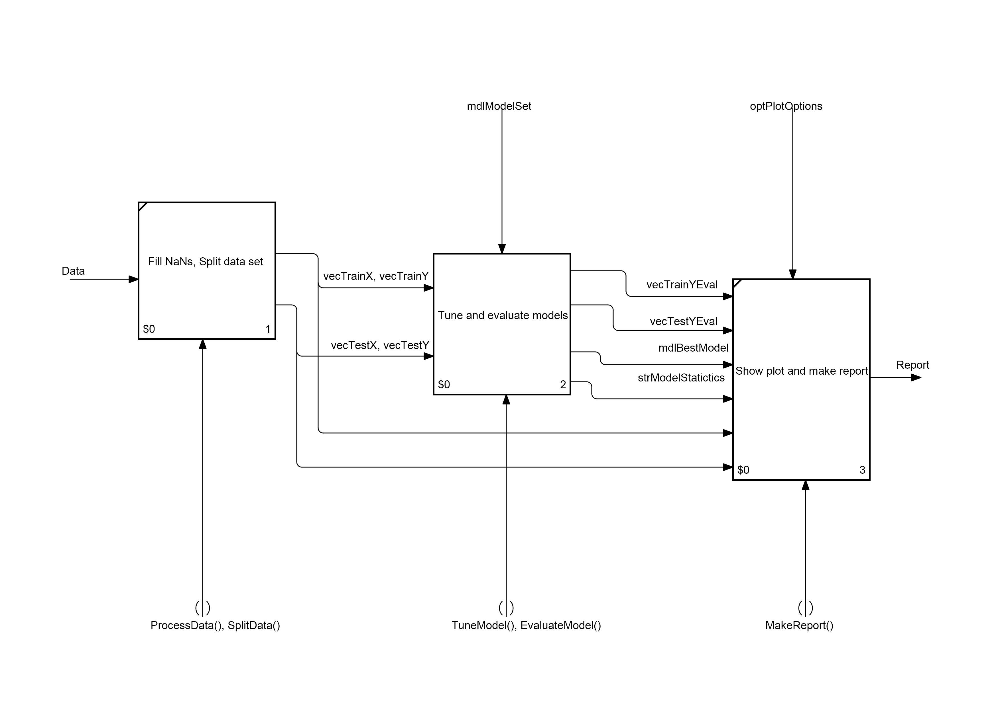 mdlModelSet
optPlotOptions
Data
Fill NaNs, Split data set
$0
1
vecTrainX, vecTrainY
vecTestX, vecTestY
Tune and evaluate models
$0
2
vecTrainYEval
vecTestYEval
mdlBestModel
strModelStatictics
Show plot and make report
$0
3
Report
( )
ProcessData(), SplitData()
( )
TuneModel(), EvaluateModel()
( )
MakeReport()